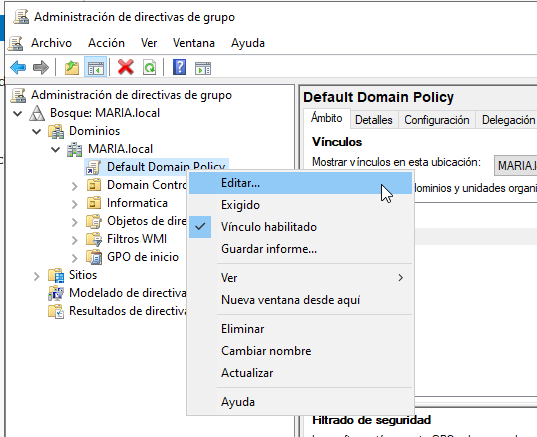 Administración de directivas de grupo
Archivo Acción Ver Ventana Ayuda
Administración de directivas de grupo
Bosque: MARIA.local
Dominios
MARIA.local
Default Domain Policy
Domain Contro
Informatica
Objetos de dire
Filtros WMI
GPO de inicio
Sitios
Modelado de directiva
Resultados de directiva
Default Domain Policy
Ámbito Detalles Configuración Delegación
Vínculos
Mostrar vínculos en esta ubicación: MARIA.l
ominios y unidades organi
Editar...
Exigido
Vínculo habilitado
Guardar informe...
Ver
Nueva ventana desde aquí
Eliminar
Cambiar nombre
Actualizar
Ayuda
Filtrado de seguridad